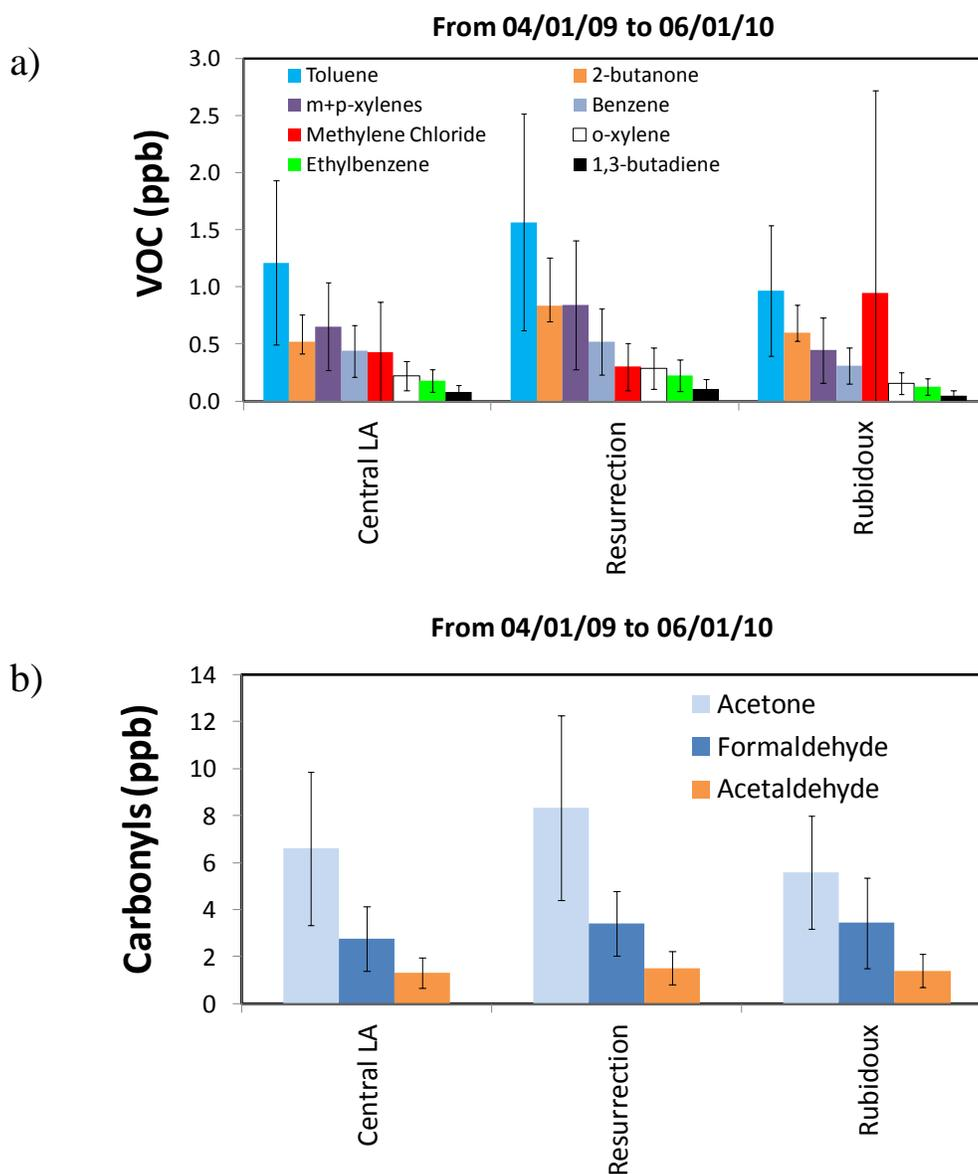 From 04/01/09 to 06/01/10
a)
VOC (ppb)
3.0
2.5
2.0
1.5
1.0
0.5
0.0
Toluene
2-butanone
m+p-xylenes
Benzene
Methylene Chloride
o-xylene
Ethylbenzene
1,3-butadiene
Central LA
Resurrection
Rubidoux
From 04/01/09 to 06/01/10
b)
Carbonyls (ppb)
14
12
10
8
6
4
2
0
Acetone
Formaldehyde
Acetaldehyde
Central LA
Resurrection
Rubidoux